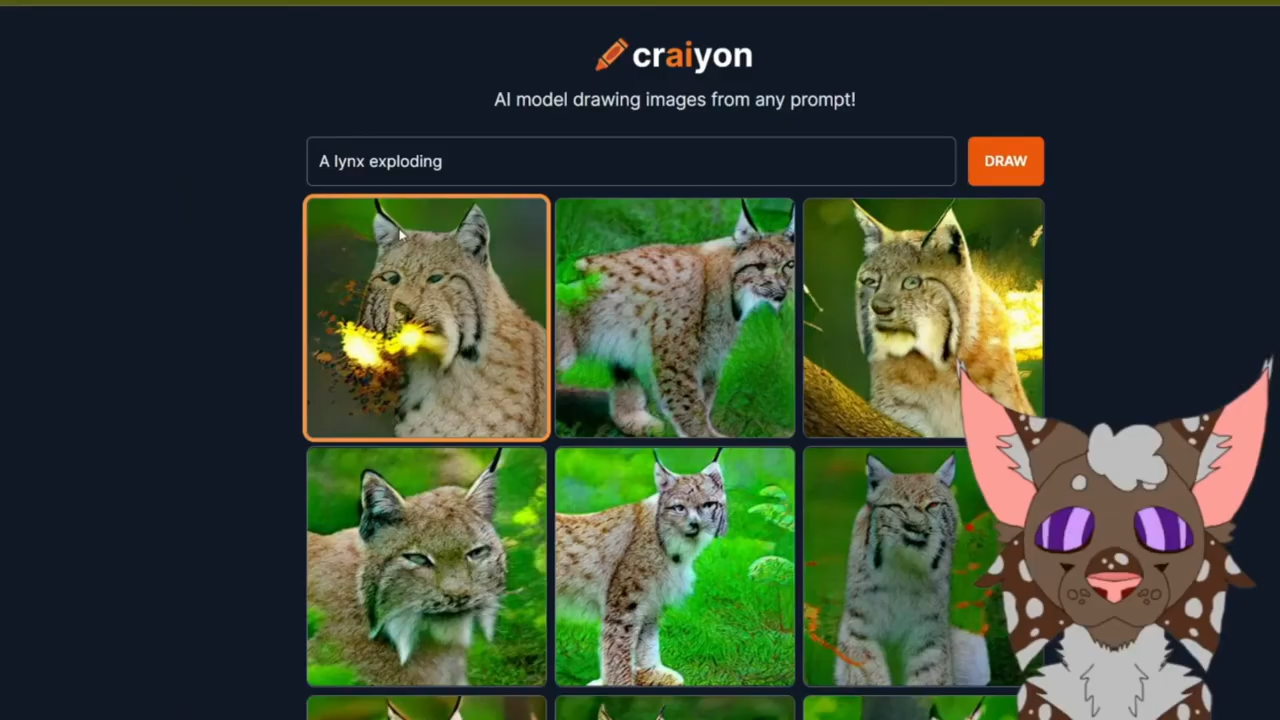 craiyon
AI model drawing images from any prompt!
A lynx exploding
DRAW